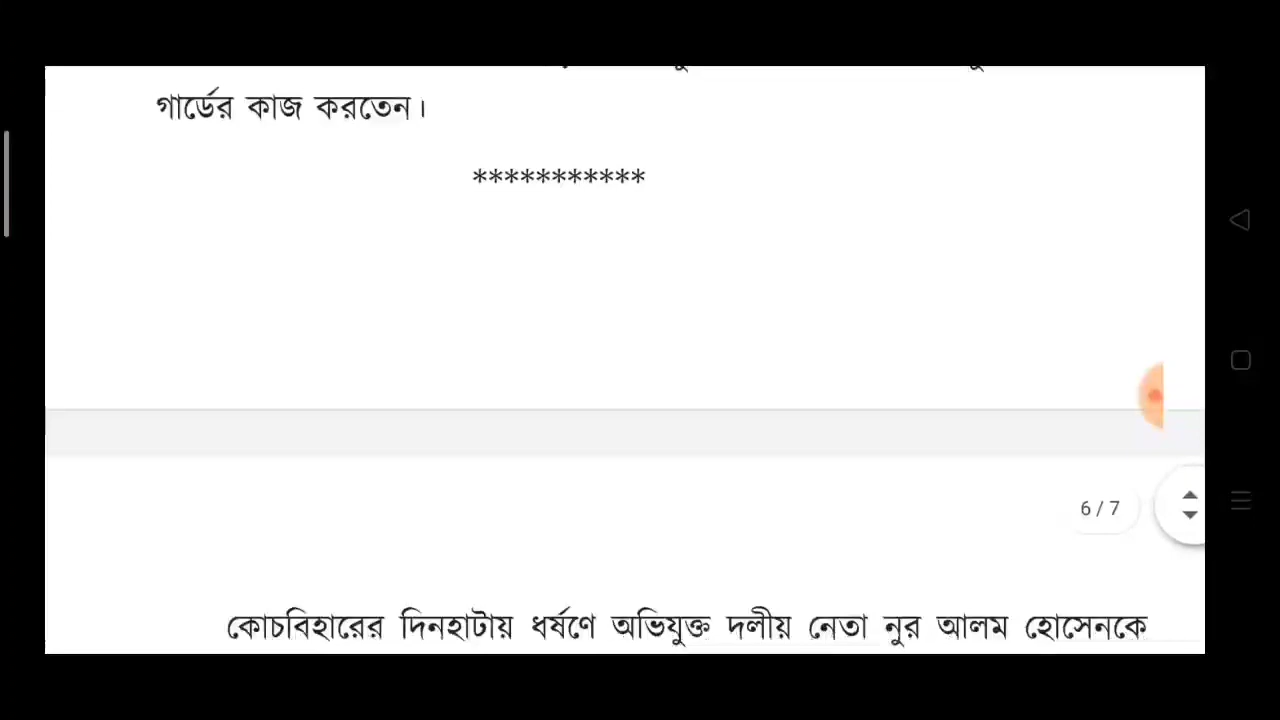 গার্ডের কাজ করতেন।
***********
6 / 7
কোচবিহারের দিনহাটায় ধর্ষণে অভিযুক্ত দলীয় নেতা নুর আলম হোসেনকে